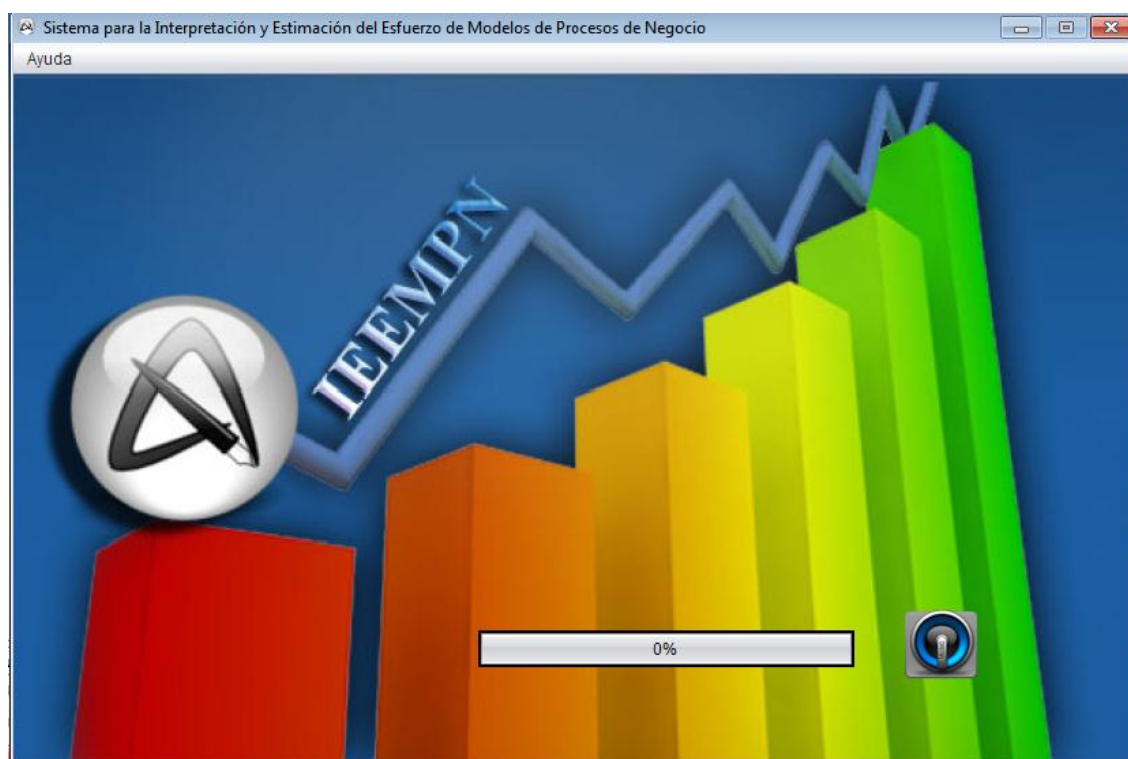 Sistema para la Interpretación y Estimación del Esfuerzo de Modelos de Procesos de Negocio
Ayuda
IEEMPN
0%